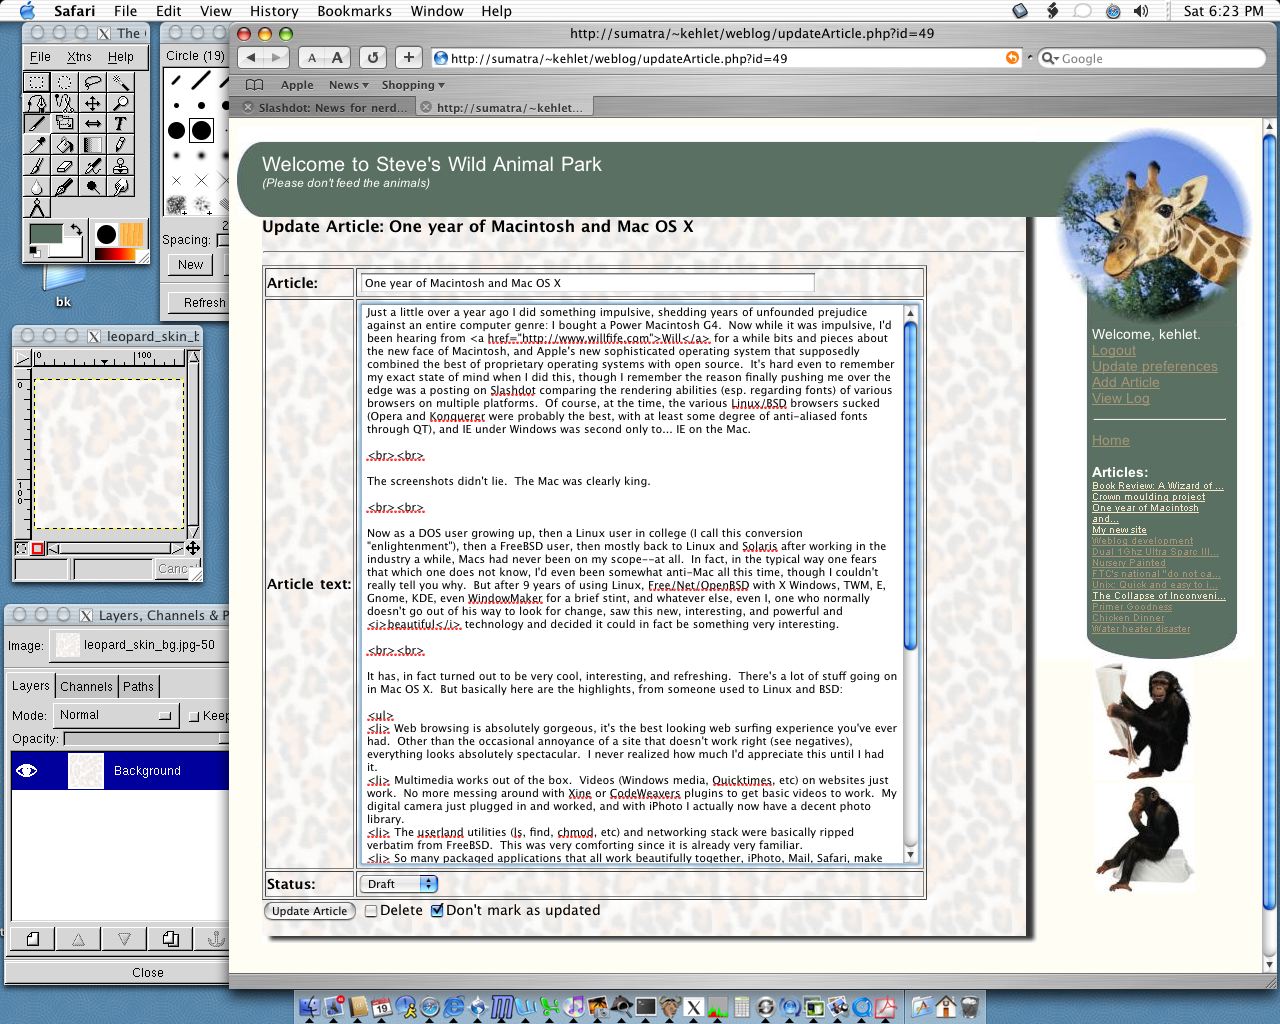 Safari File Edit View History Bookmarks Window Help Sat 6:23 PM
The
File Xtns Help
Circle (19)
Spacing: 2
New
Refresh
bk
leopard_skin_b
0 100
0
100
Canc
Layers, Channels & P
Image: leopard_skin_bg.jpg-50
Layers Channels Paths
Mode: Normal Keep
Opacity:
Background
Close
http://sumatra/~kehlet/weblog/updateArticle.php?id=49
A A http://sumatra/~kehlet/weblog/updateArticle.php?id=49 Google
Apple News Shopping
Slashdot: News for nerd... http://sumatra/~kehlet...
Welcome to Steve's Wild Animal Park
(Please don't feed the animals)
Update Article: One year of Macintosh and Mac OS X
Article: One year of Macintosh and Mac OS X
Article text:
Just a little over a year ago I did something impulsive, shedding years of unfounded prejudice
against an entire computer genre: I bought a Power Macintosh G4. Now while it was impulsive, I'd
been hearing from <a href="http://www.willfife.com">Will</a> for a while bits and pieces about
the new face of Macintosh, and Apple's new sophisticated operating system that supposedly
combined the best of proprietary operating systems with open source. It's hard even to remember
my exact state of mind when I did this, though I remember the reason finally pushing me over the
edge was a posting on Slashdot comparing the rendering abilities (esp. regarding fonts) of various
browsers on multiple platforms. Of course, at the time, the various Linux/BSD browsers sucked
(Opera and Konquerer were probably the best, with at least some degree of anti-aliased fonts
through QT), and IE under Windows was second only to... IE on the Mac.
<br><br>
The screenshots didn't lie. The Mac was clearly king.
<br><br>
Now as a DOS user growing up, then a Linux user in college (I call this conversion
"enlightenment"), then a FreeBSD user, then mostly back to Linux and Solaris after working in the
industry a while, Macs had never been on my scope--at all. In fact, in the typical way one fears
that which one does not know, I'd even been somewhat anti-Mac all this time, though I couldn't
really tell you why. But after 9 years of using Linux, Free/Net/OpenBSD with X Windows, TWM, E,
Gnome, KDE, even WindowMaker for a brief stint, and whatever else, even I, one who normally
doesn't go out of his way to look for change, saw this new, interesting, and powerful and
<i>beautiful</i> technology and decided it could in fact be something very interesting.
<br><br>
It has, in fact turned out to be very cool, interesting, and refreshing. There's a lot of stuff going on
in Mac OS X. But basically here are the highlights, from someone used to Linux and BSD:
<ul>
<li> Web browsing is absolutely gorgeous, it's the best looking web surfing experience you've ever
had. Other than the occasional annoyance of a site that doesn't work right (see negatives),
everything looks absolutely spectacular. I never realized how much I'd appreciate this until I had
it.
<li> Multimedia works out of the box. Videos (Windows media, Quicktimes, etc) on websites just
work. No more messing around with Xine or CodeWeavers plugins to get basic videos to work. My
digital camera just plugged in and worked, and with iPhoto I actually now have a decent photo
library.
<li> The userland utilities (ls, find, chmod, etc) and networking stack were basically ripped
verbatim from FreeBSD. This was very comforting since it is already very familiar.
<li> So many packaged applications that all work beautifully together, iPhoto, Mail, Safari, make
Status: Draft
Update Article Delete Don't mark as updated
Welcome, kehlet.
Logout
Update preferences
Add Article
View Log
Home
Articles:
Book Review: A Wizard of ...
Crown moulding project
One year of Macintosh
and...
My new site
Weblog development
Dual 1Ghz Ultra Sparc III...
Nursery Painted
FTC's national "do not ca...
Unix: Quick and easy to i...
The Collapse of Inconveni...
Primer Goodness
Chicken Dinner
Water heater disaster
19